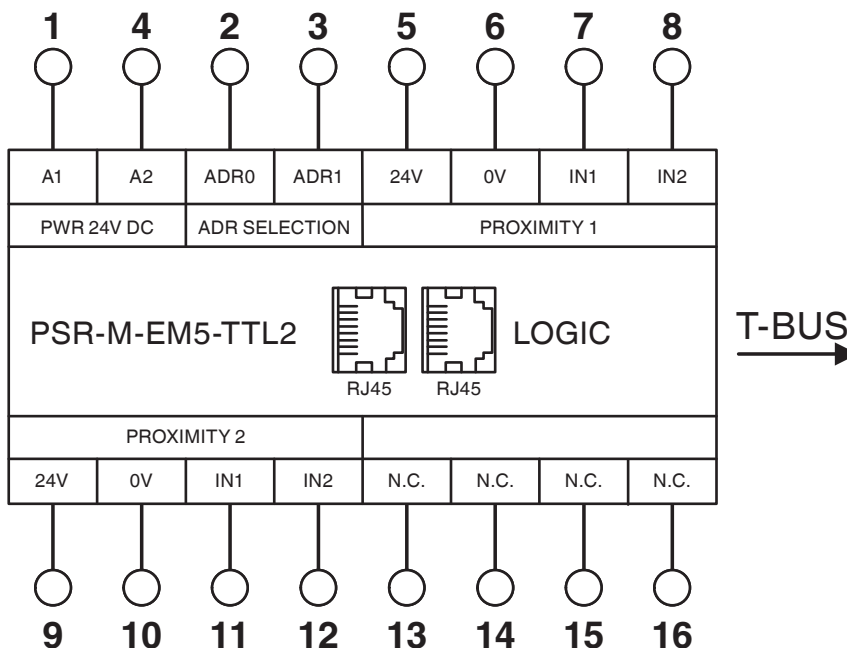 1 4 2 3 5 6 7 8
A1 A2 ADR0 ADR1 24V 0V IN1 IN2
PWR 24V DC ADR SELECTION PROXIMITY 1
PSR-M-EM5-TTL2 LOGIC T-BUS
RJ45 RJ45
PROXIMITY 2
24V 0V IN1 IN2 N.C. N.C. N.C. N.C.
9 10 11 12 13 14 15 16